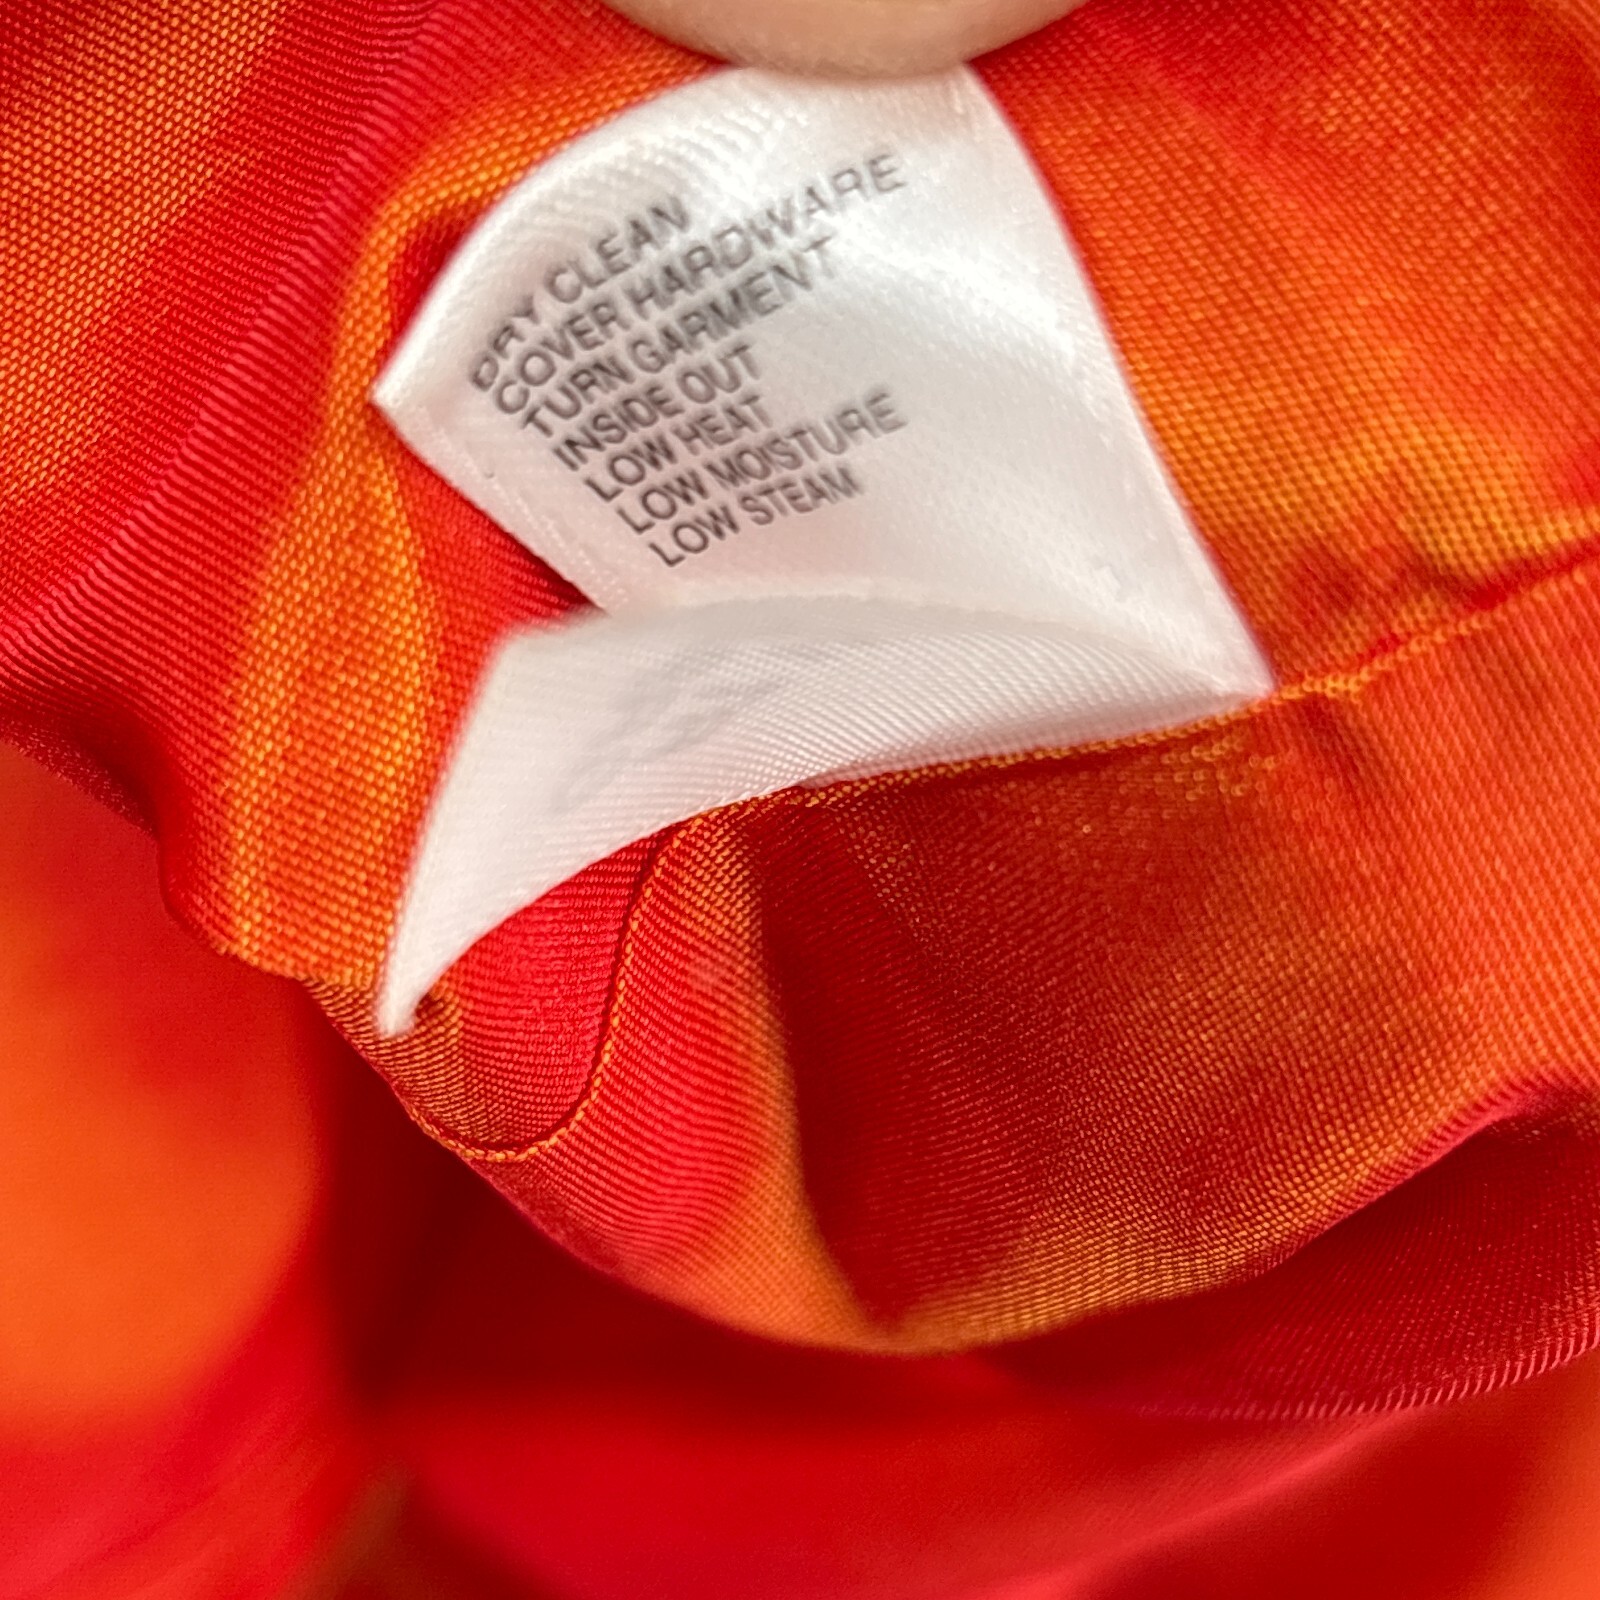 DRY CLEAN
COVER HARDWARE
TURN GARMENT
INSIDE OUT
LOW HEAT
LOW MOISTURE
LOW STEAM